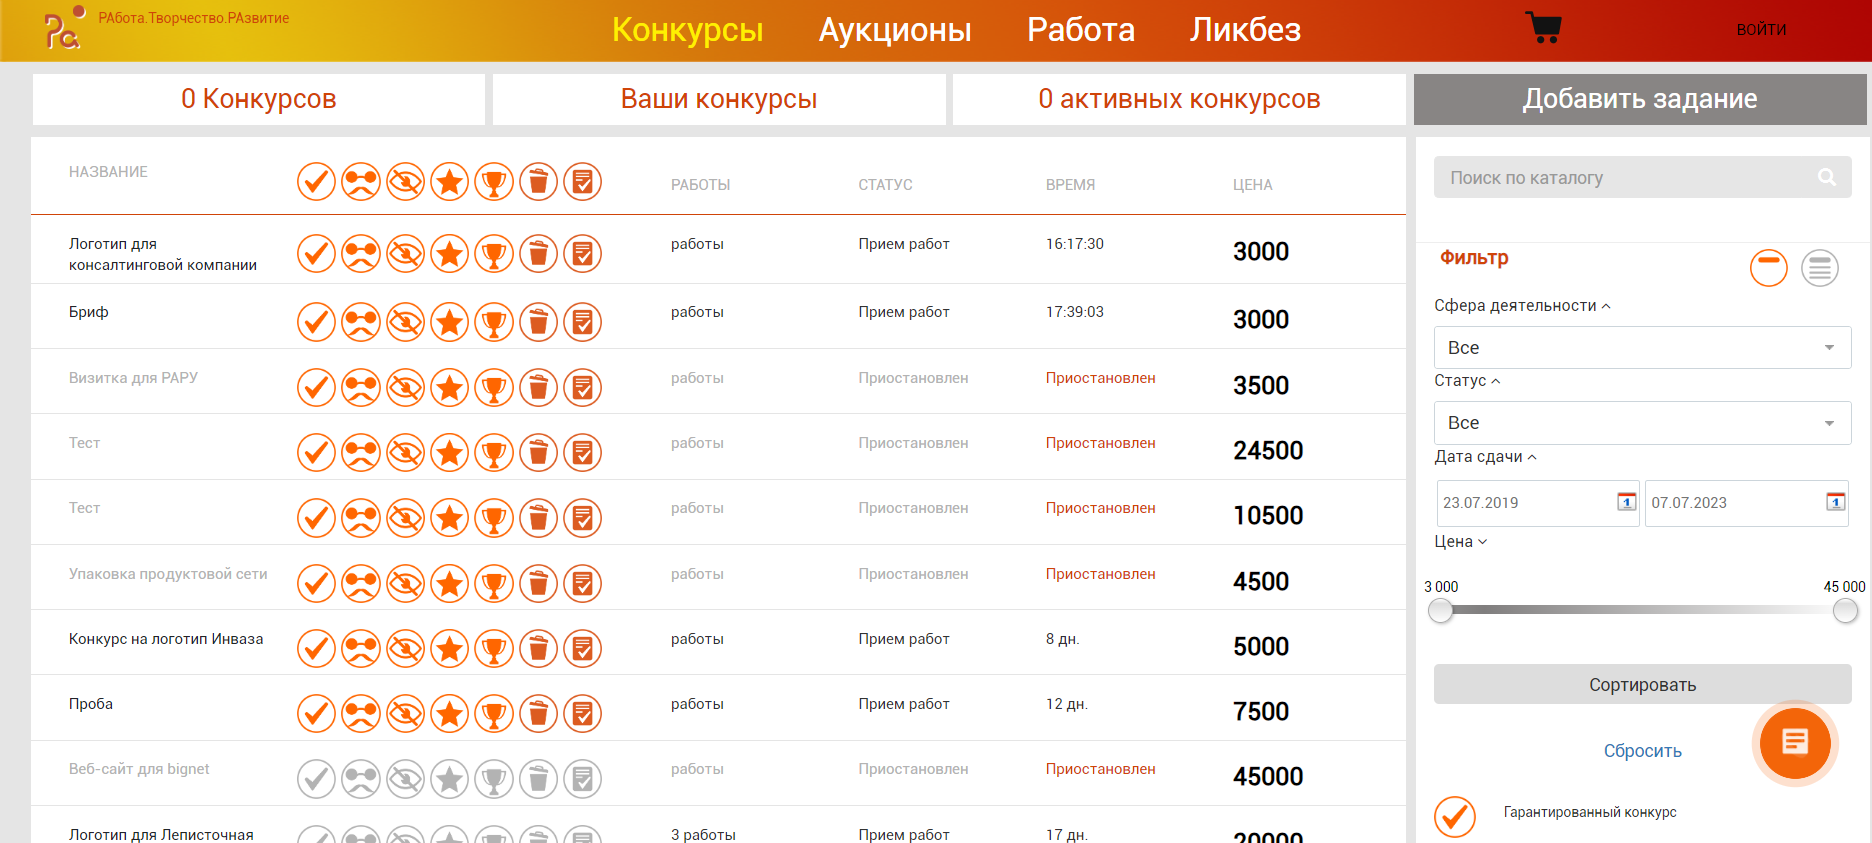 РАбота.Творчество.РАзвитие
Конкурсы Аукционы Работа Ликбез
ВОЙТИ
0 Конкурсов
Ваши конкурсы
0 активных конкурсов
Добавить задание
НАЗВАНИЕ РАБОТЫ СТАТУС ВРЕМЯ ЦЕНА
Логотип для
консалтинговой компании
работы Прием работ 16:17:30 3000
Бриф работы Прием работ 17:39:03 3000
Визитка для РАРУ работы Приостановлен Приостановлен 3500
Тест работы Приостановлен Приостановлен 24500
Тест работы Приостановлен Приостановлен 10500
Упаковка продуктовой сети работы Приостановлен Приостановлен 4500
Конкурс на логотип Инваза работы Прием работ 8 дн. 5000
Проба работы Прием работ 12 дн. 7500
Веб-сайт для bignet работы Приостановлен Приостановлен 45000
Логотип для Леписточная 3 работы Прием работ 17 дн. 20000
Поиск по каталогу
Фильтр
Сфера деятельности
Все
Статус
Все
Дата сдачи
23.07.2019 07.07.2023
Цена
3 000 45 000
Сортировать
Сбросить
Гарантированный конкурс